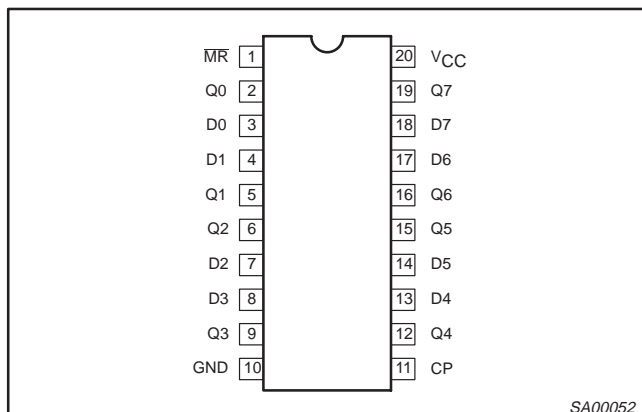 M̅R̅ 1 20 VCC
Q0 2 19 Q7
D0 3 18 D7
D1 4 17 D6
Q1 5 16 Q6
Q2 6 15 Q5
D2 7 14 D5
D3 8 13 D4
Q3 9 12 Q4
GND 10 11 CP
SA00052